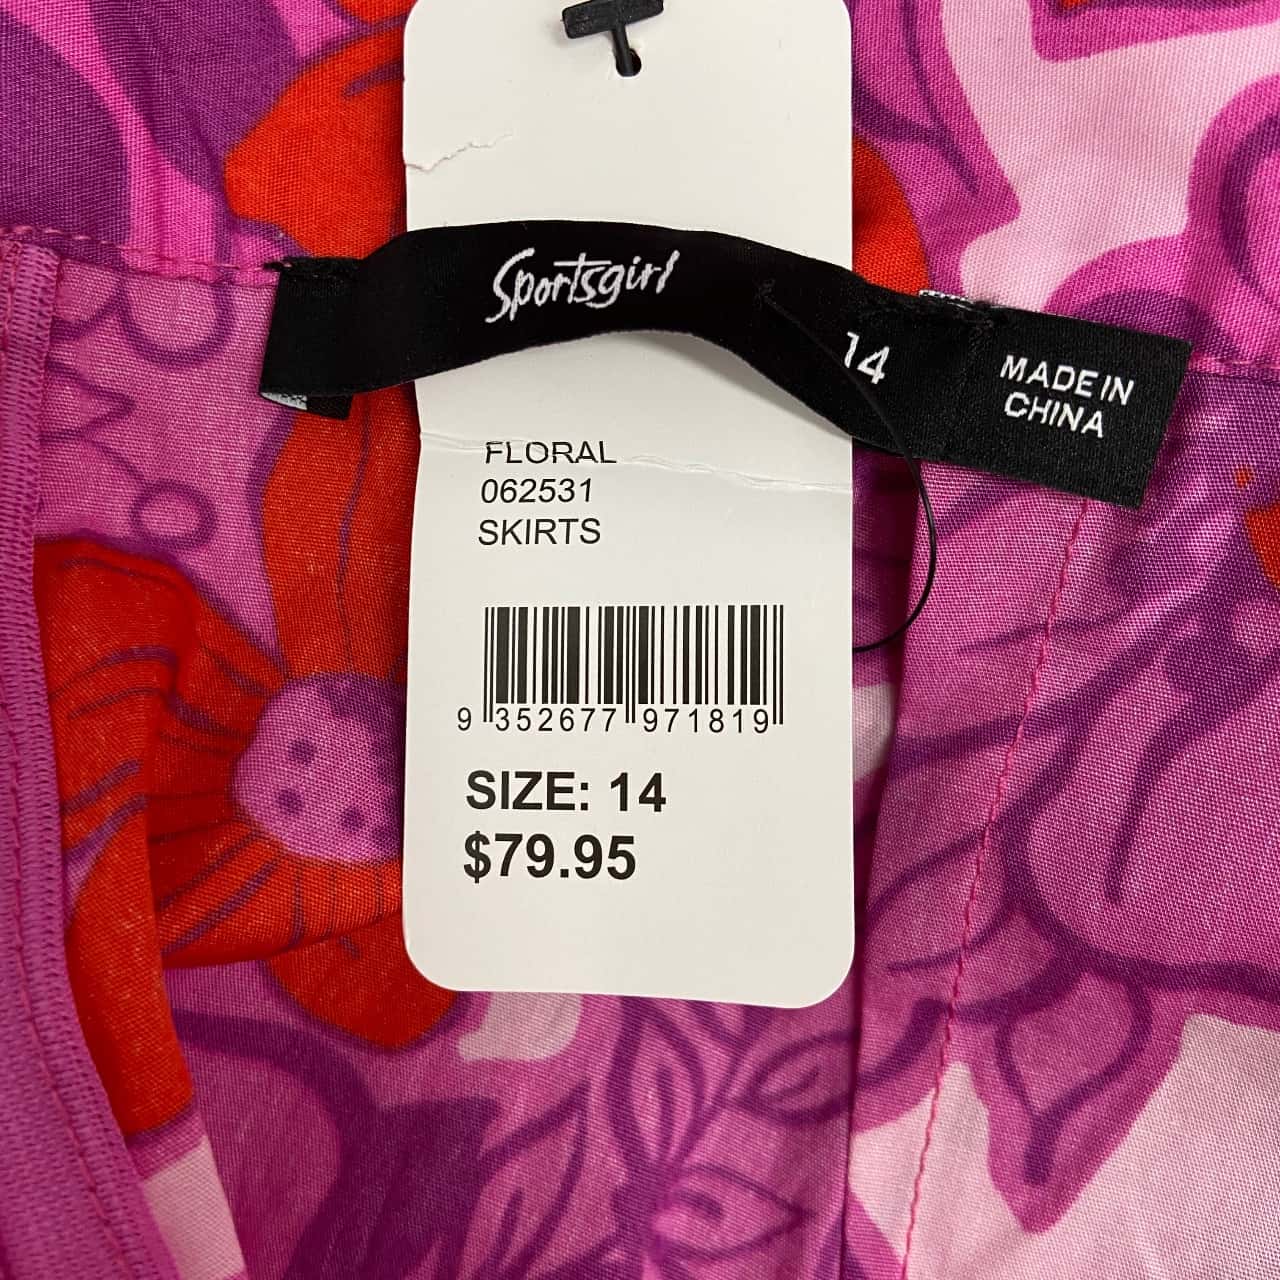 Sportsgirl
14
MADE IN
CHINA
FLORAL
062531
SKIRTS
9 352677 971819
SIZE: 14
$79.95